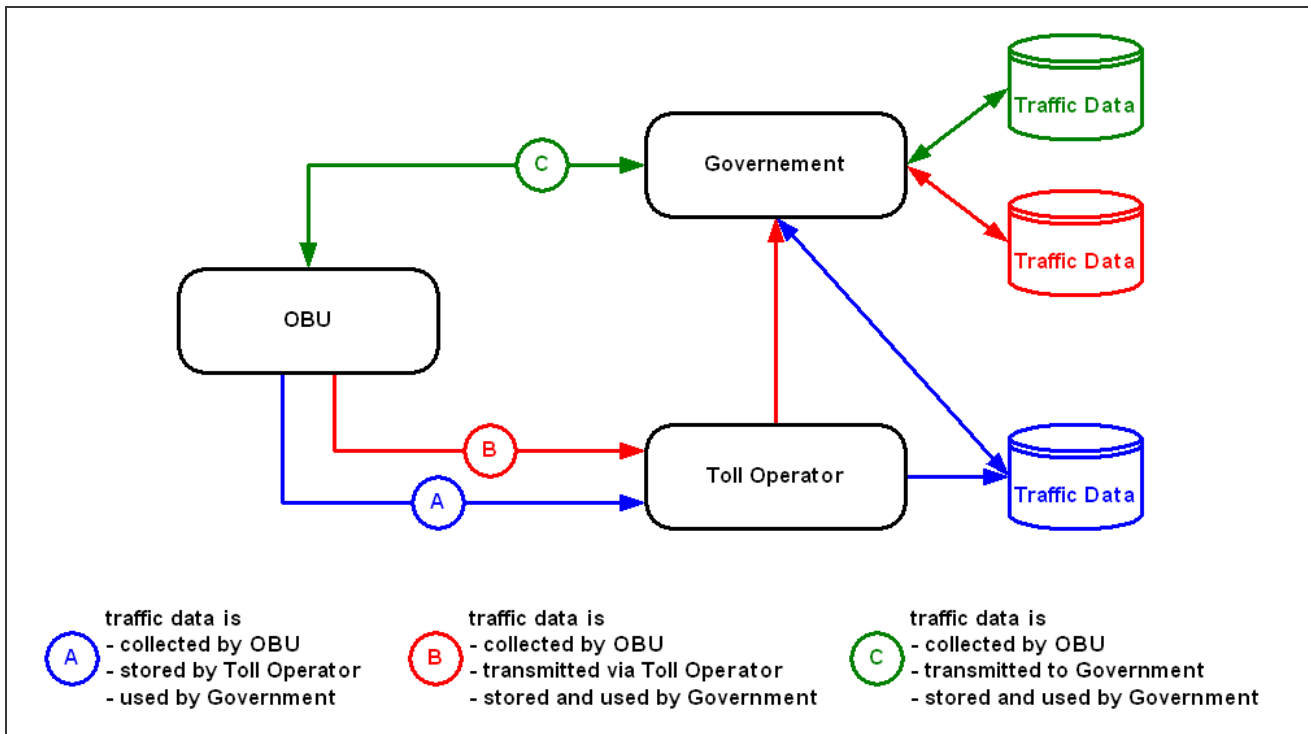 Traffic Data
C
Governement
Traffic Data
OBU
B
Toll Operator
A
Traffic Data
traffic data is
- collected by OBU
A
- stored by Toll Operator
- used by Government
traffic data is
- collected by OBU
B
- transmitted via Toll Operator
- stored and used by Government
traffic data is
- collected by OBU
C
- transmitted to Government
- stored and used by Government